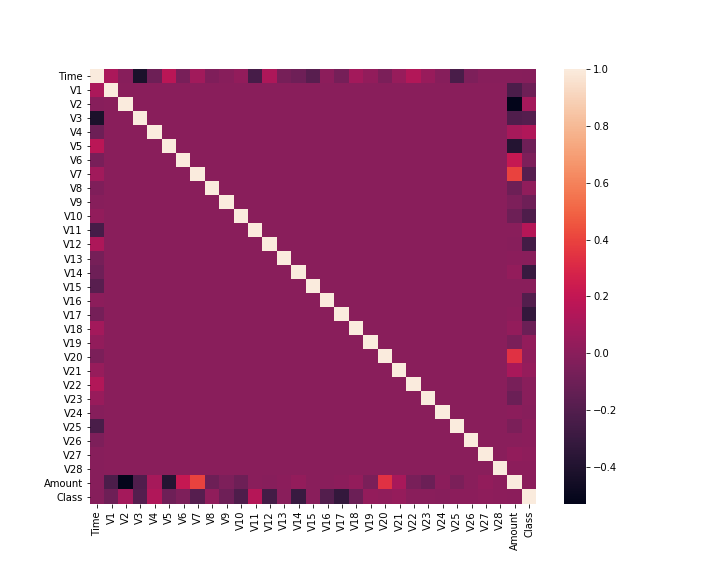 Time
V1
V2
V3
V4
V5
V6
V7
V8
V9
V10
V11
V12
V13
V14
V15
V16
V17
V18
V19
V20
V21
V22
V23
V24
V25
V26
V27
V28
Amount
Class
Time
V1
V2
V3
V4
V5
V6
V7
V8
V9
V10
V11
V12
V13
V14
V15
V16
V17
V18
V19
V20
V21
V22
V23
V24
V25
V26
V27
V28
Amount
Class
1.0
0.8
0.6
0.4
0.2
0.0
−0.2
−0.4